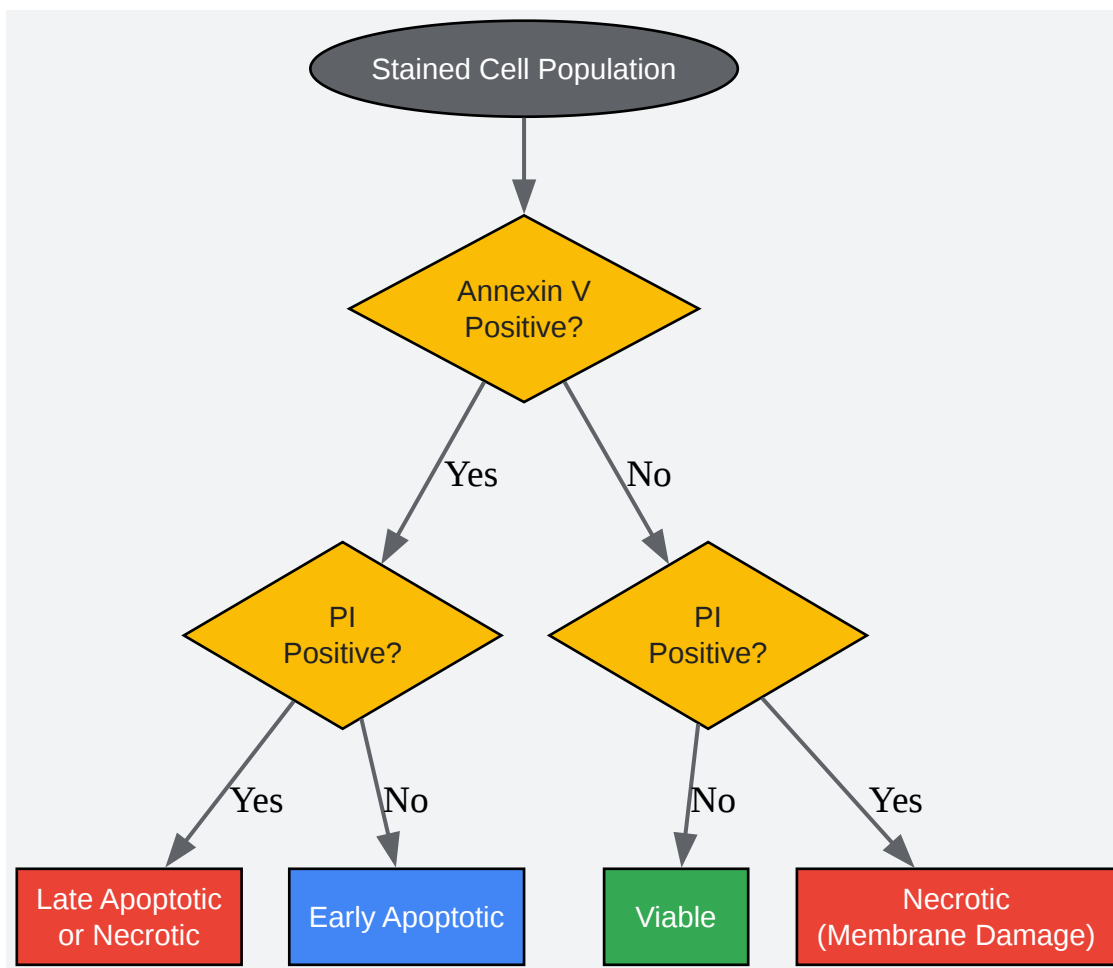 Stained Cell Population
Annexin V
Positive?
Yes
No
PI
Positive?
PI
Positive?
Yes
No
No
Yes
Late Apoptotic
or Necrotic
Early Apoptotic
Viable
Necrotic
(Membrane Damage)